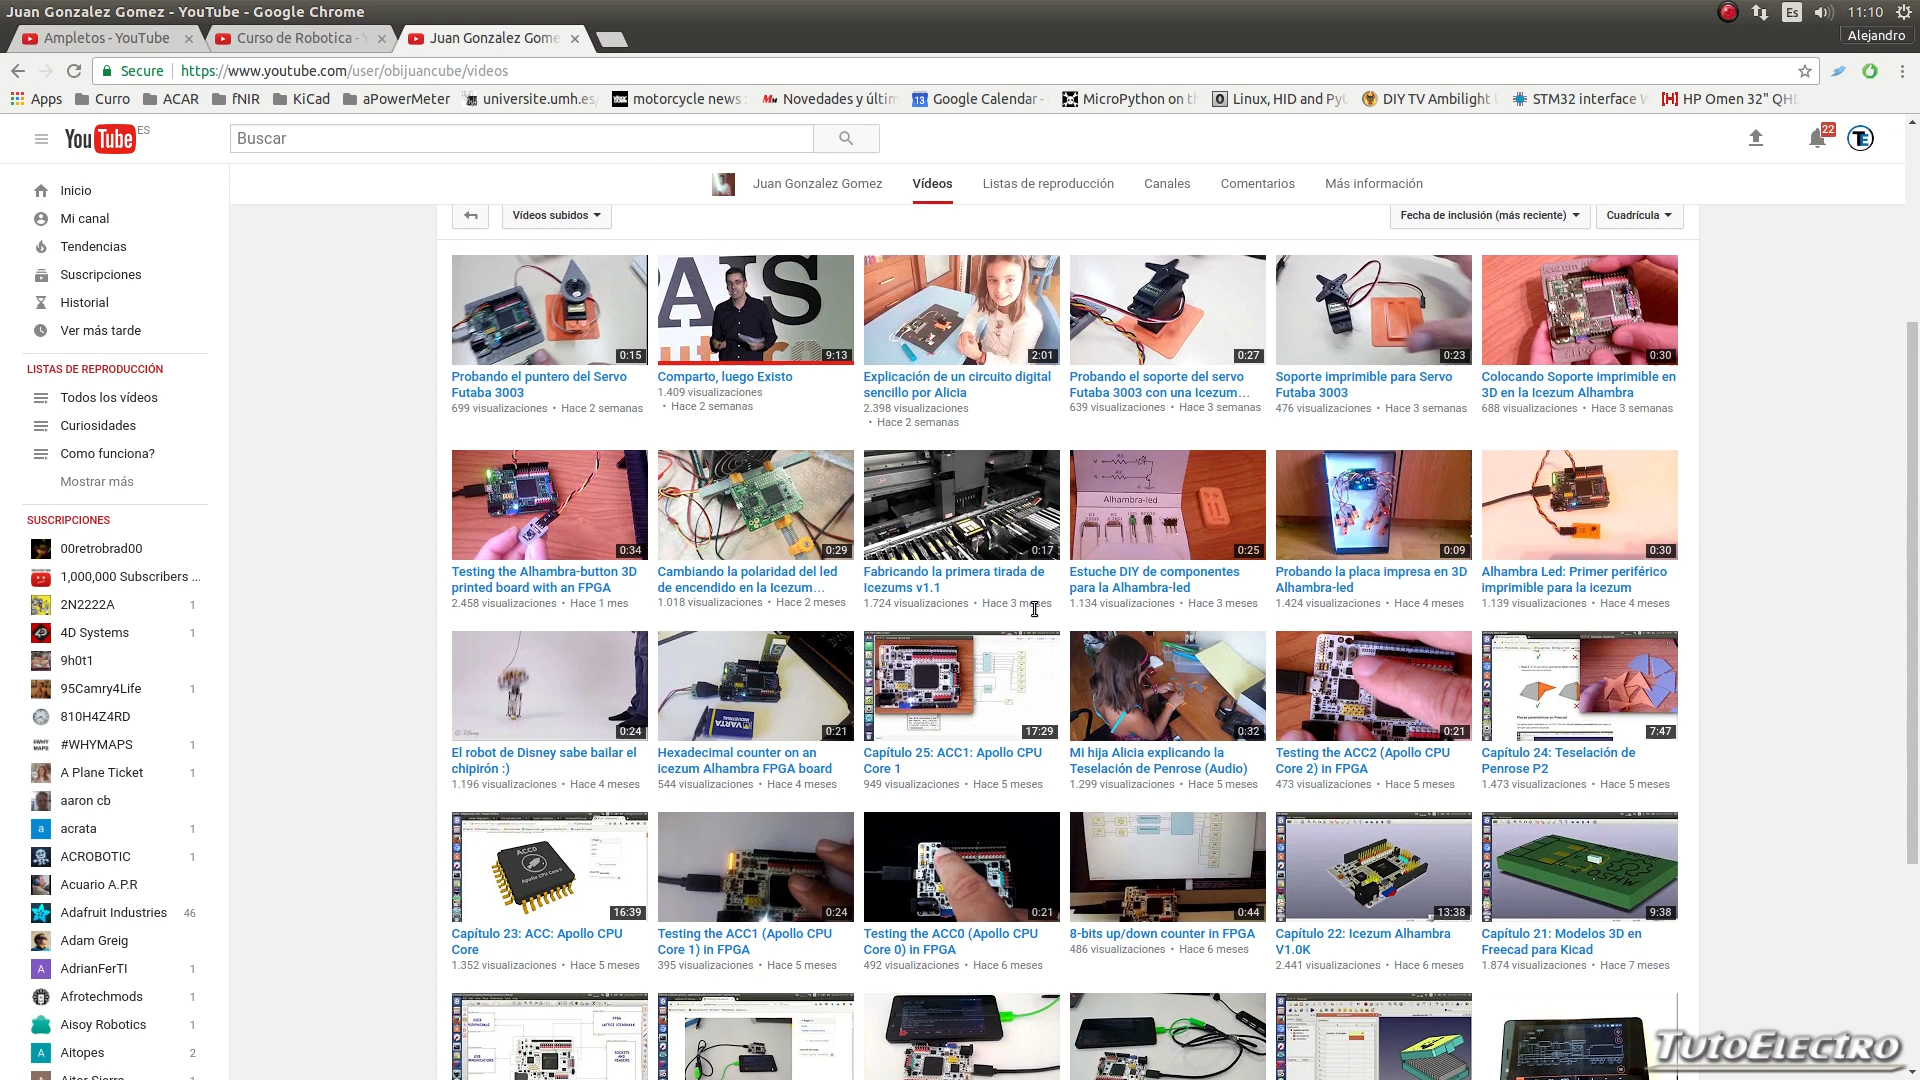 Juan Gonzalez Gomez - YouTube - Google Chrome
Es 11:10
Ampletos - YouTube
Curso de Robotica -
Juan Gonzalez Gome
Alejandro
Secure https://www.youtube.com/user/obijuancube/videos
Apps Curro ACAR fNIR KiCad aPowerMeter universite.umh.es motorcycle news Novedades y últim Google Calendar - MicroPython on t Linux, HID and Py DIY TV Ambilight STM32 interface HP Omen 32" QHD
YouTube ES
Buscar
22
Juan Gonzalez Gomez Vídeos Listas de reproducción Canales Comentarios Más información
Vídeos subidos
Fecha de inclusión (más reciente)
Cuadrícula
Inicio
Mi canal
Tendencias
Suscripciones
Historial
Ver más tarde
LISTAS DE REPRODUCCIÓN
Todos los vídeos
Curiosidades
Como funciona?
Mostrar más
SUSCRIPCIONES
00retrobrad00
1,000,000 Subscribers ...
2N2222A 1
4D Systems 1
9h0t1
95Camry4Life 1
810H4Z4RD
#WHYMAPS 1
A Plane Ticket 1
aaron cb
acrata 1
ACROBOTIC 1
Acuario A.P.R
Adafruit Industries 46
Adam Greig
AdrianFerTI 1
Afrotechmods 1
Aisoy Robotics 1
Aitopes 2
0:15
Probando el puntero del Servo
Futaba 3003
699 visualizaciones • Hace 2 semanas
9:13
Comparto, luego Existo
1.409 visualizaciones
• Hace 2 semanas
2:01
Explicación de un circuito digital
sencillo por Alicia
2.398 visualizaciones
• Hace 2 semanas
0:27
Probando el soporte del servo
Futaba 3003 con una Icezum...
639 visualizaciones • Hace 3 semanas
0:23
Soporte imprimible para Servo
Futaba 3003
476 visualizaciones • Hace 3 semanas
0:30
Colocando Soporte imprimible en
3D en la Icezum Alhambra
688 visualizaciones • Hace 3 semanas
0:34
Testing the Alhambra-button 3D
printed board with an FPGA
2.458 visualizaciones • Hace 1 mes
0:29
Cambiando la polaridad del led
de encendido en la Icezum...
1.018 visualizaciones • Hace 2 meses
0:17
Fabricando la primera tirada de
Icezums v1.1
1.724 visualizaciones • Hace 3 meses
Alhambra-led
0:25
Estuche DIY de componentes
para la Alhambra-led
1.134 visualizaciones • Hace 3 meses
0:09
Probando la placa impresa en 3D
Alhambra-led
1.424 visualizaciones • Hace 4 meses
0:30
Alhambra Led: Primer periférico
imprimible para la icezum
1.139 visualizaciones • Hace 4 meses
0:24
El robot de Disney sabe bailar el
chipirón :)
1.196 visualizaciones • Hace 4 meses
VARTA
0:21
Hexadecimal counter on an
icezum Alhambra FPGA board
544 visualizaciones • Hace 4 meses
17:29
Capítulo 25: ACC1: Apollo CPU
Core 1
949 visualizaciones • Hace 5 meses
0:32
Mi hija Alicia explicando la
Teselación de Penrose (Audio)
1.299 visualizaciones • Hace 5 meses
0:21
Testing the ACC2 (Apollo CPU
Core 2) in FPGA
473 visualizaciones • Hace 5 meses
7:47
Capítulo 24: Teselación de
Penrose P2
1.473 visualizaciones • Hace 5 meses
ACC0
16:39
Capítulo 23: ACC: Apollo CPU
Core
1.352 visualizaciones • Hace 5 meses
0:24
Testing the ACC1 (Apollo CPU
Core 1) in FPGA
395 visualizaciones • Hace 5 meses
0:21
Testing the ACC0 (Apollo CPU
Core 0) in FPGA
492 visualizaciones • Hace 6 meses
0:44
8-bits up/down counter in FPGA
486 visualizaciones • Hace 6 meses
13:38
Capítulo 22: Icezum Alhambra
V1.0K
2.441 visualizaciones • Hace 6 meses
OSHW
9:38
Capítulo 21: Modelos 3D en
Freecad para Kicad
1.874 visualizaciones • Hace 7 meses
TutoElectro